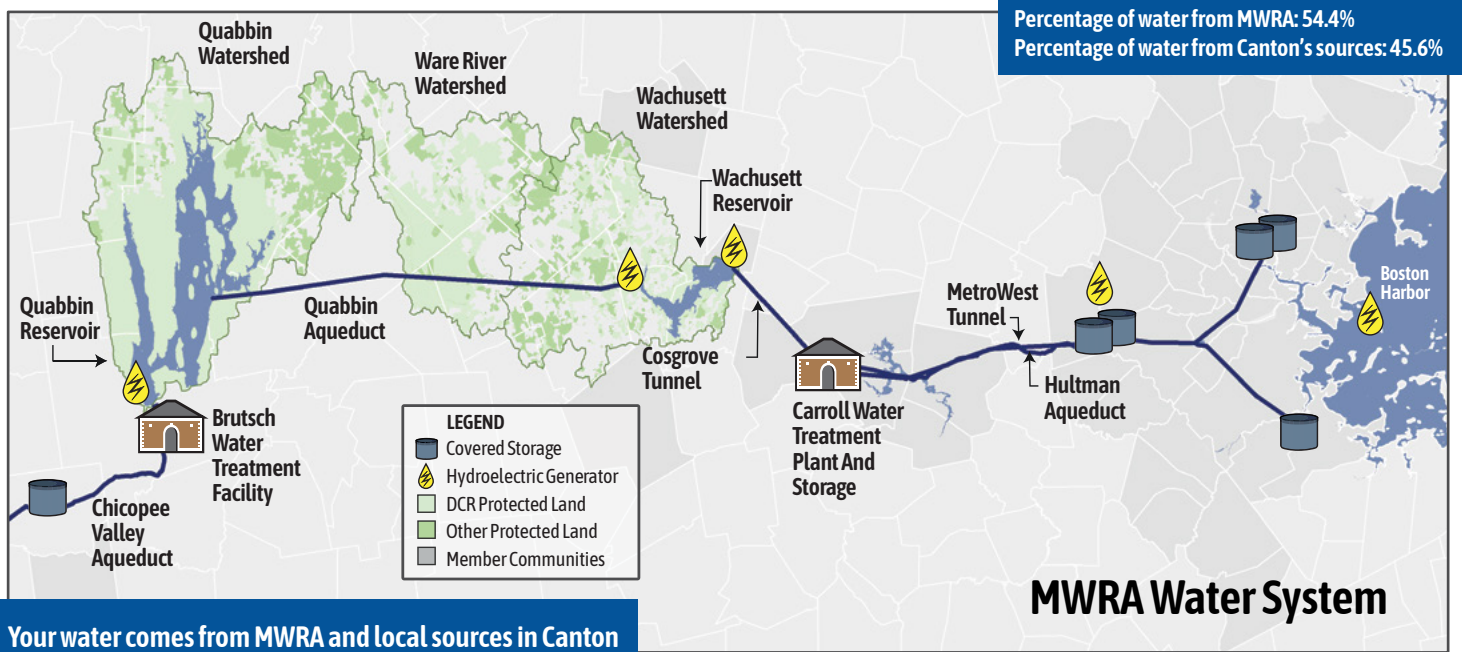 Percentage of water from MWRA: 54.4%
Percentage of water from Canton's sources: 45.6%
Quabbin
Watershed
Ware River
Watershed
Wachusett
Watershed
Wachusett
Reservoir
Boston
Harbor
Quabbin
Reservoir
Quabbin
Aqueduct
MetroWest
Tunnel
Cosgrove
Tunnel
Hultman
Aqueduct
Carroll Water
Treatment
Plant And
Storage
Brutsch
Water
Treatment
Facility
Chicopee
Valley
Aqueduct
LEGEND
Covered Storage
Hydroelectric Generator
DCR Protected Land
Other Protected Land
Member Communities
MWRA Water System
Your water comes from MWRA and local sources in Canton